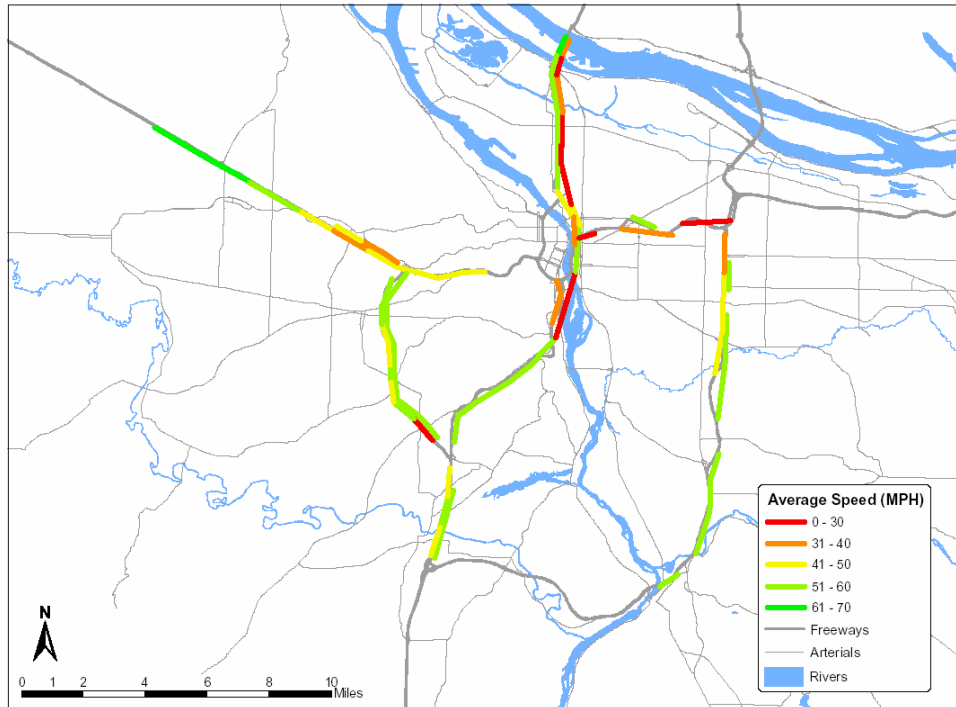 Average Speed (MPH)
0 - 30
31 - 40
41 - 50
51 - 60
61 - 70
Freeways
Arterials
Rivers
N
0 1 2 4 6 8 10
Miles